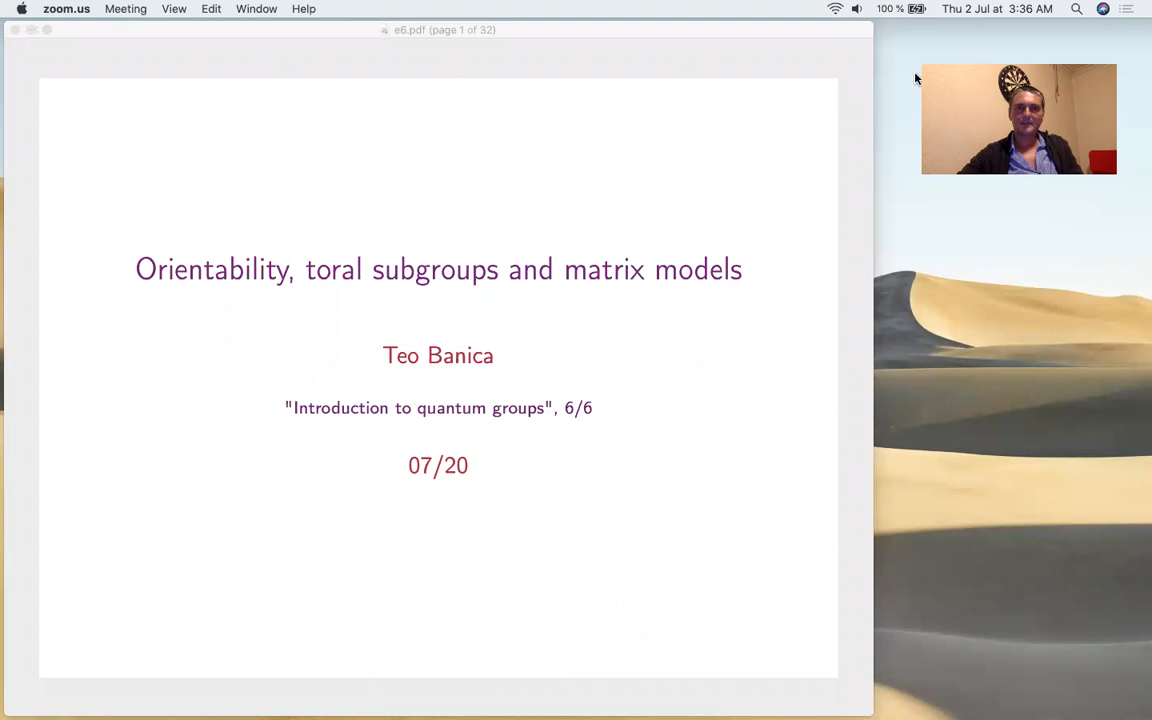 zoom.us Meeting View Edit Window Help 100 % Thu 2 Jul at 3:36 AM
e6.pdf (page 1 of 32)
Orientability, toral subgroups and matrix models
Teo Banica
"Introduction to quantum groups", 6/6
07/20